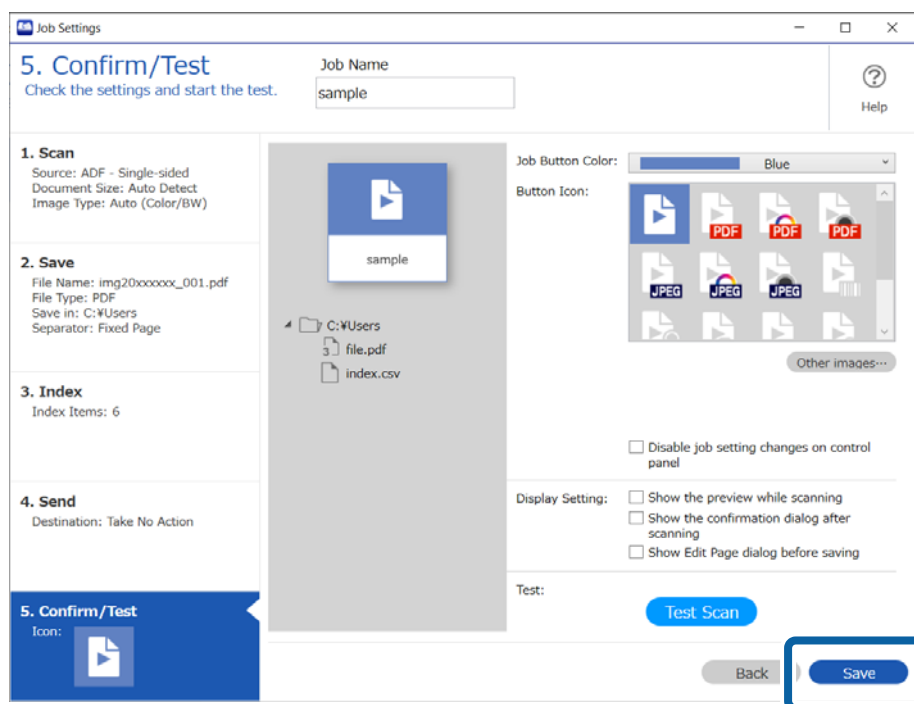 Job Settings
5. Confirm/Test
Check the settings and start the test.
Job Name
sample
Help
1. Scan
Source: ADF - Single-sided
Document Size: Auto Detect
Image Type: Auto (Color/BW)
2. Save
File Name: img20xxxxxx_001.pdf
File Type: PDF
Save in: C:¥Users
Separator: Fixed Page
3. Index
Index Items: 6
4. Send
Destination: Take No Action
5. Confirm/Test
Icon:
sample
C:¥Users
3
file.pdf
index.csv
Job Button Color:
Blue
Button Icon:
PDF
PDF
PDF
JPEG
JPEG
JPEG
Other images···
Disable job setting changes on control
panel
Display Setting:
Show the preview while scanning
Show the confirmation dialog after
scanning
Show Edit Page dialog before saving
Test:
Test Scan
Back
Save